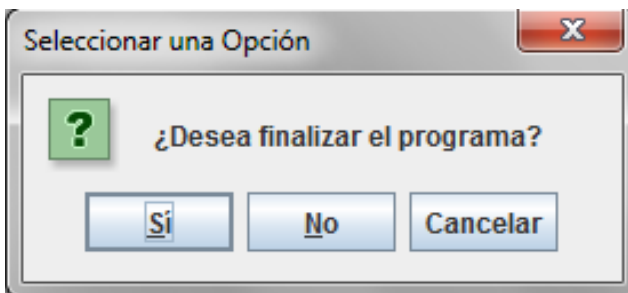 Seleccionar una Opción
?
¿Desea finalizar el programa?
Sí No Cancelar